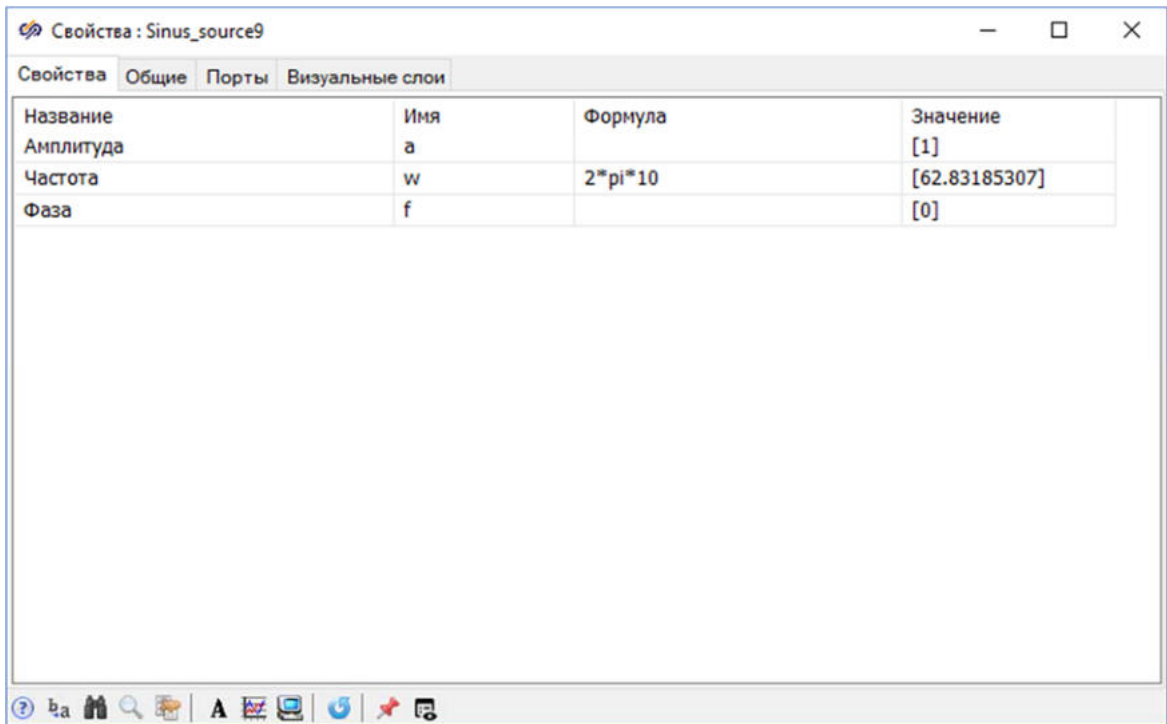 Свойства : Sinus_source9
Свойства Общие Порты Визуальные слои
Название Имя Формула Значение
Амплитуда a [1]
Частота w 2*pi*10 [62.83185307]
Фаза f [0]